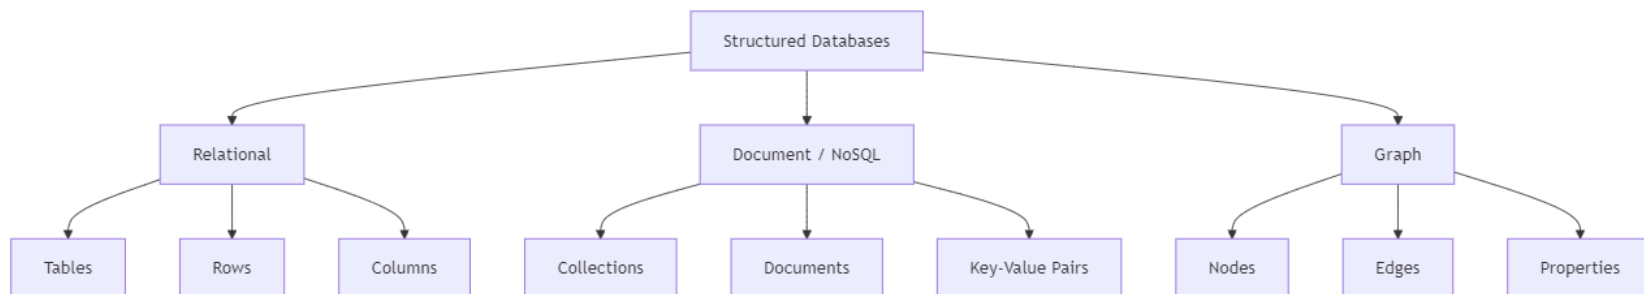 Structured Databases
Relational
Document / NoSQL
Graph
Tables
Rows
Columns
Collections
Documents
Key-Value Pairs
Nodes
Edges
Properties